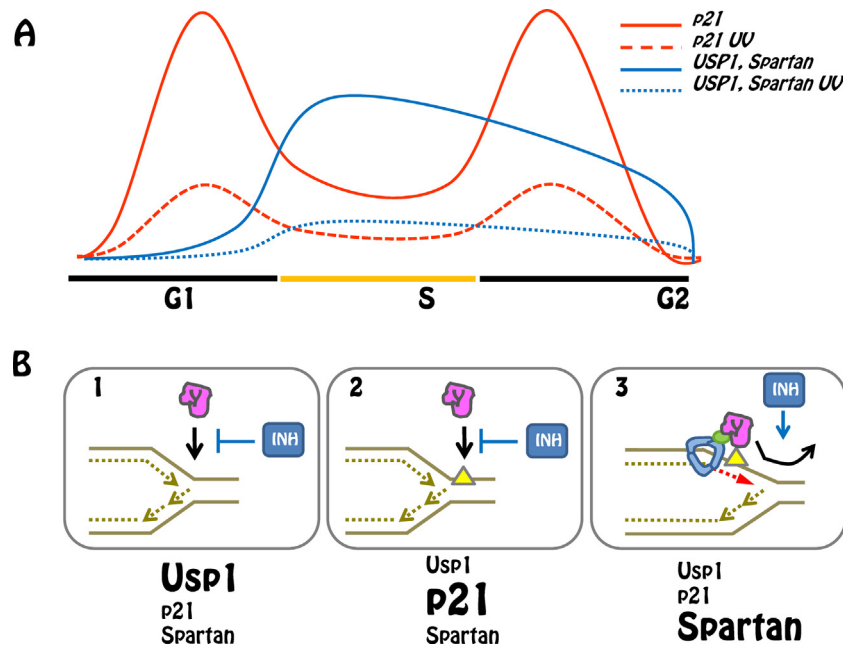 A
p21
p21 UV
USP1, Spartan
USP1, Spartan UV
G1 S G2
B
1
Y
INH
2
Y
INH
3
Y
INH
Usp1
p21
Spartan
Usp1
p21
Spartan
Usp1
p21
Spartan